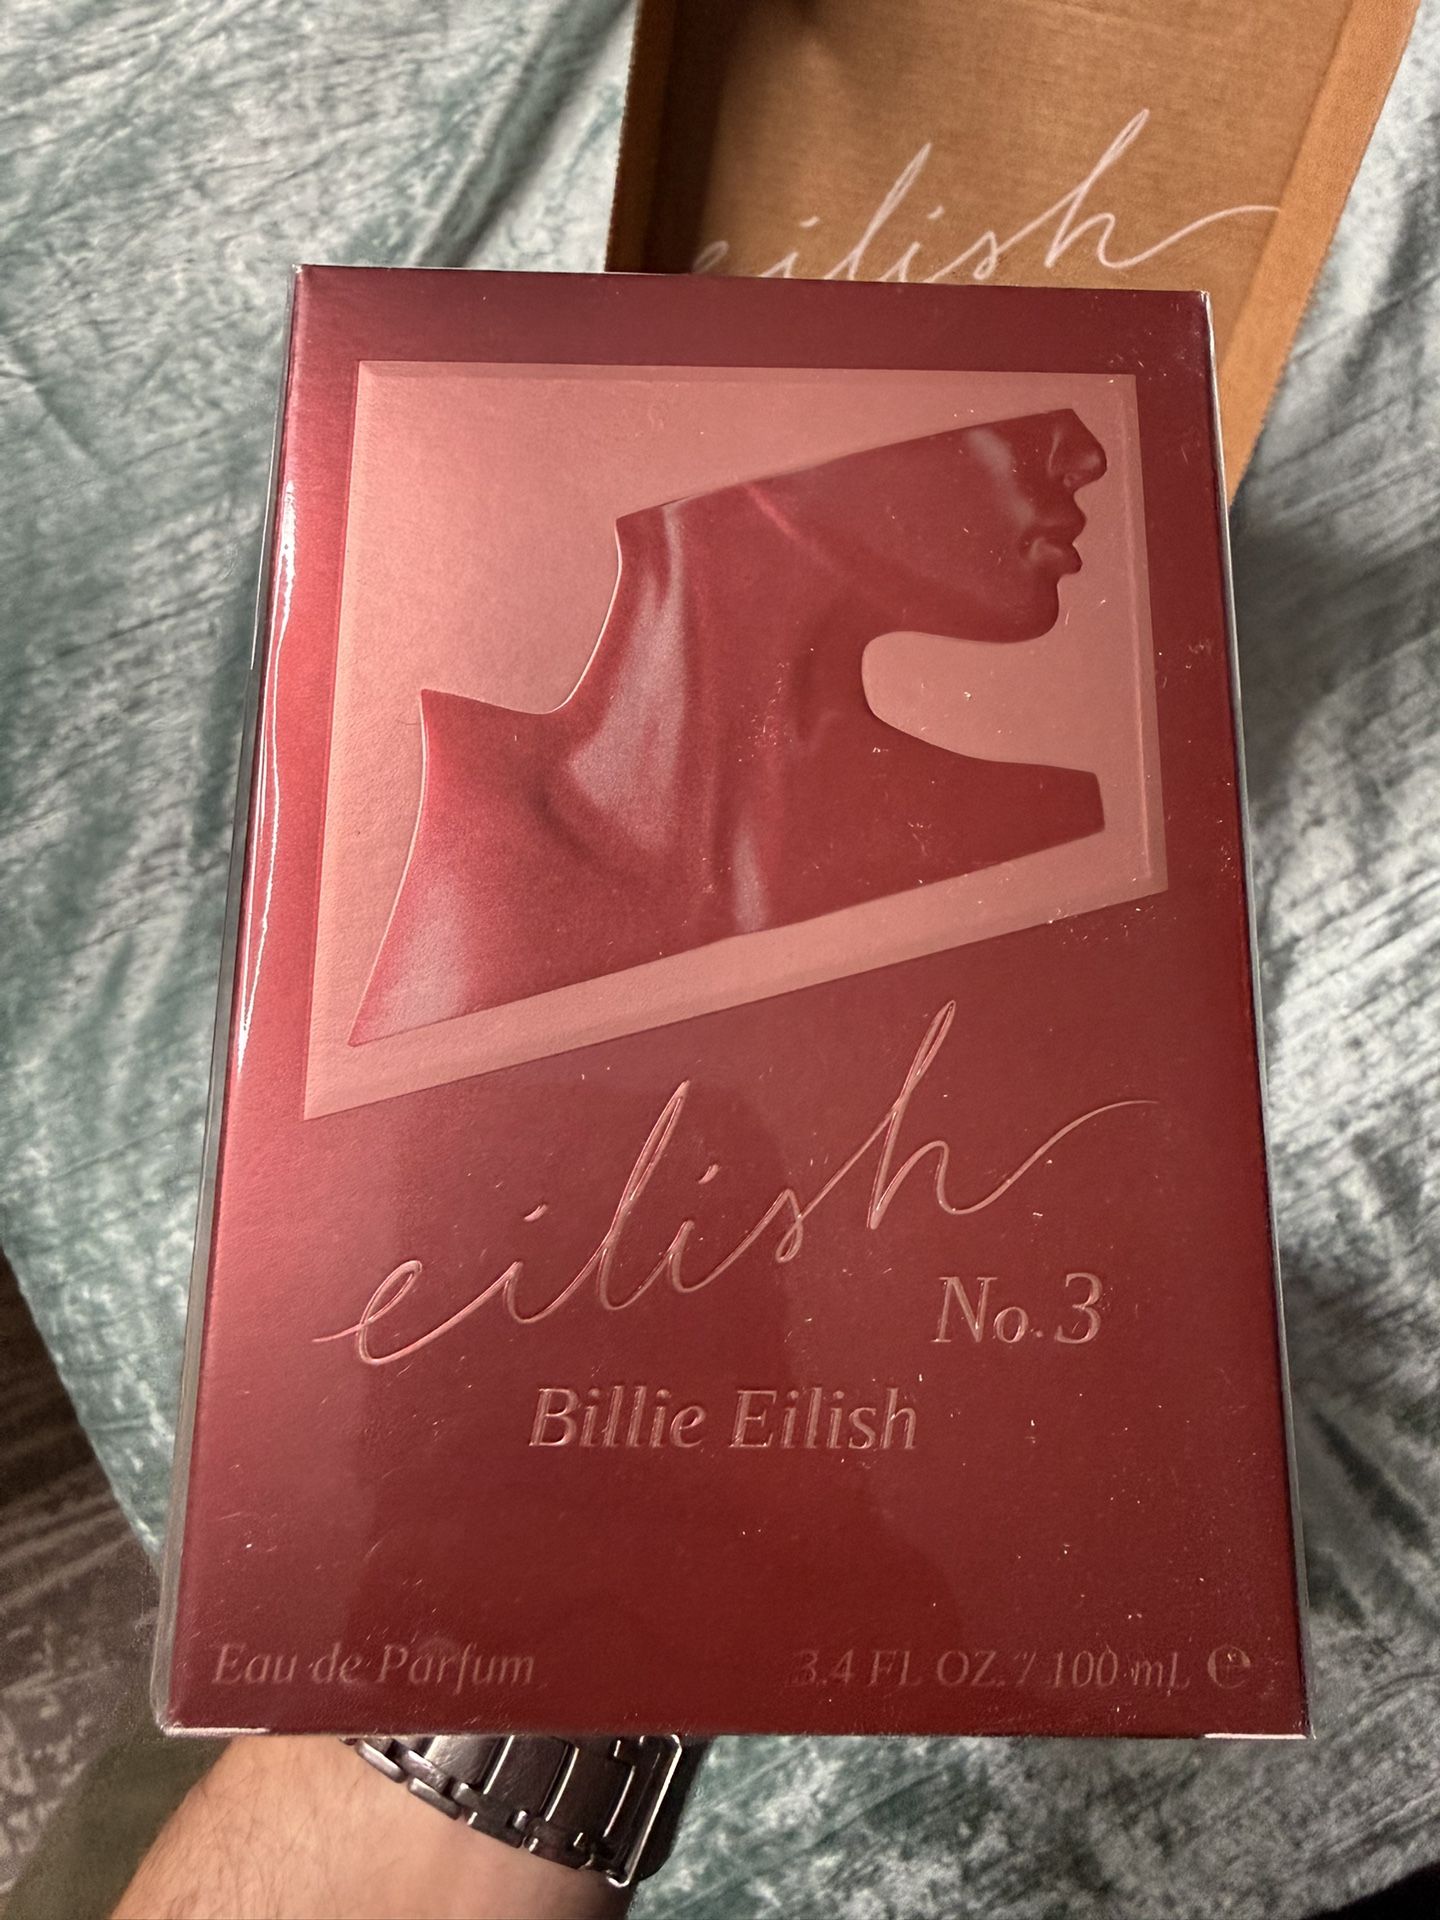 eilish
eilish
No. 3
Billie Eilish
Eau de Parfum
3.4 FL OZ. / 100 mL ℮